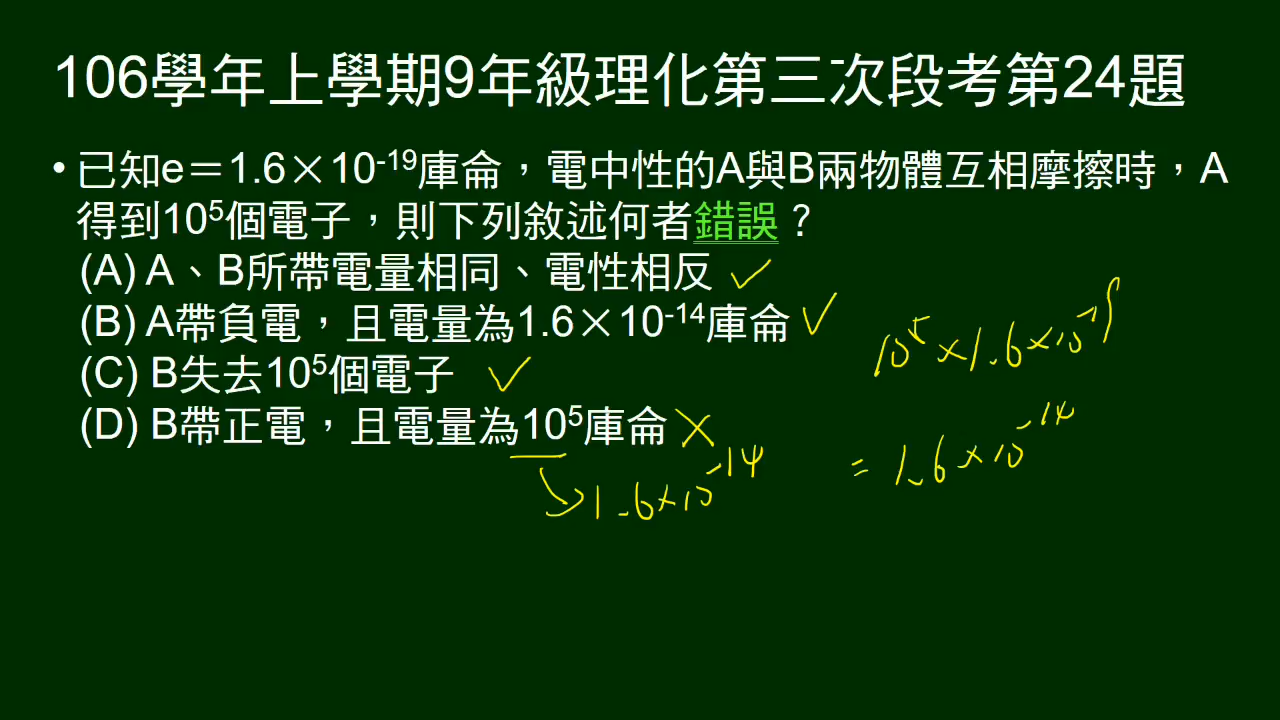 106學年上學期9年級理化第三次段考第24題
•已知e＝1.6×10⁻¹⁹庫侖，電中性的A與B兩物體互相摩擦時，A
得到10⁵個電子，則下列敘述何者錯誤？
(A) A、B所帶電量相同、電性相反 ✓
(B) A帶負電，且電量為1.6×10⁻¹⁴庫侖 ✓
10⁵×1.6×10⁻¹⁹
(C) B失去10⁵個電子 ✓
(D) B帶正電，且電量為10⁵庫侖 ×
=1.6×10⁻¹⁴
→1.6×10⁻¹⁴